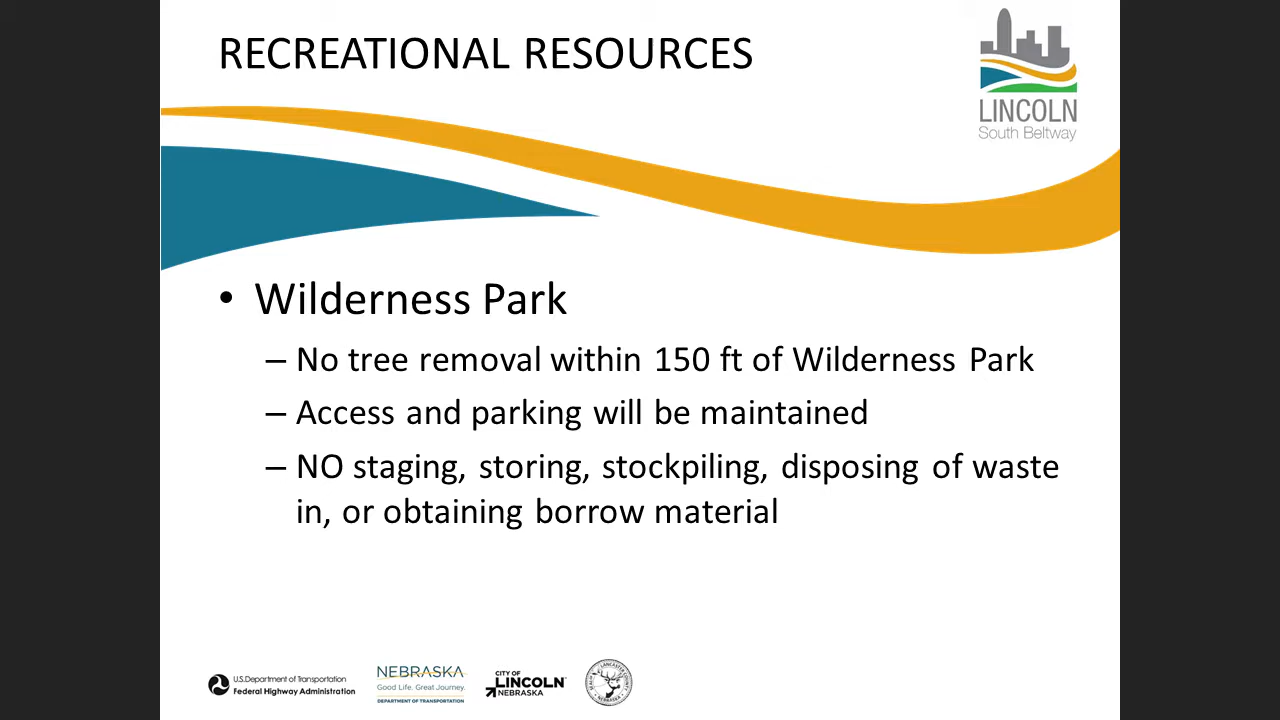 RECREATIONAL RESOURCES
LINCOLN
South Beltway
• Wilderness Park
– No tree removal within 150 ft of Wilderness Park
– Access and parking will be maintained
– NO staging, storing, stockpiling, disposing of waste
in, or obtaining borrow material
U.S.Department of Transportation
Federal Highway Administration
NEBRASKA
Good Life. Great Journey.
DEPARTMENT OF TRANSPORTATION
CITY OF
LINCOLN
NEBRASKA